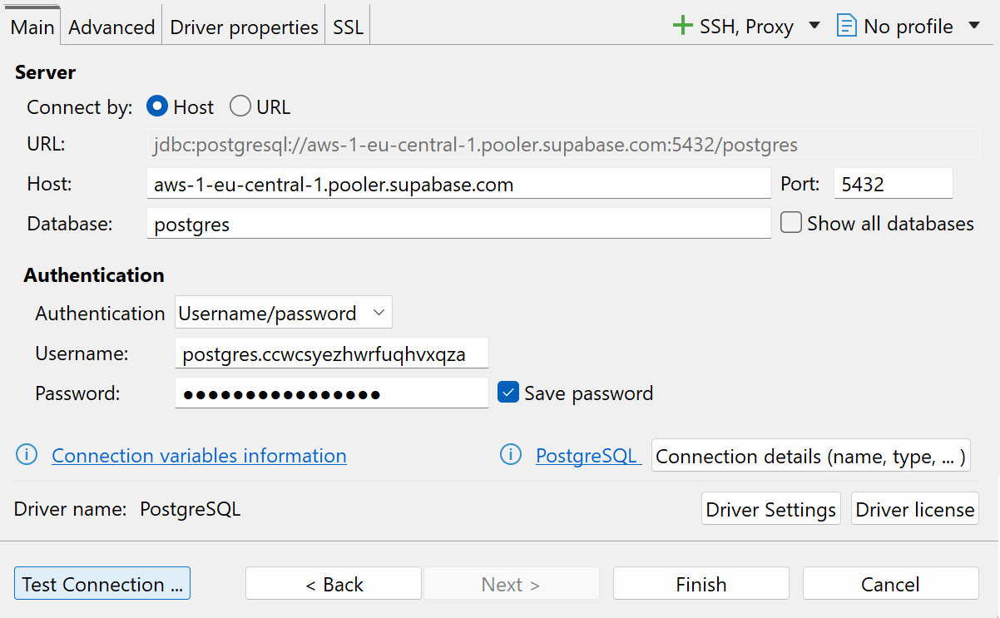 Main Advanced Driver properties SSL SSH, Proxy No profile
Server
Connect by: Host URL
URL: jdbc:postgresql://aws-1-eu-central-1.pooler.supabase.com:5432/postgres
Host: aws-1-eu-central-1.pooler.supabase.com Port: 5432
Database: postgres Show all databases
Authentication
Authentication Username/password
Username: postgres.ccwcsyezhwrfuqhvxqza
Password: ●●●●●●●●●●●●●●●● Save password
Connection variables information PostgreSQL Connection details (name, type, ... )
Driver name: PostgreSQL Driver Settings Driver license
Test Connection ... < Back Next > Finish Cancel